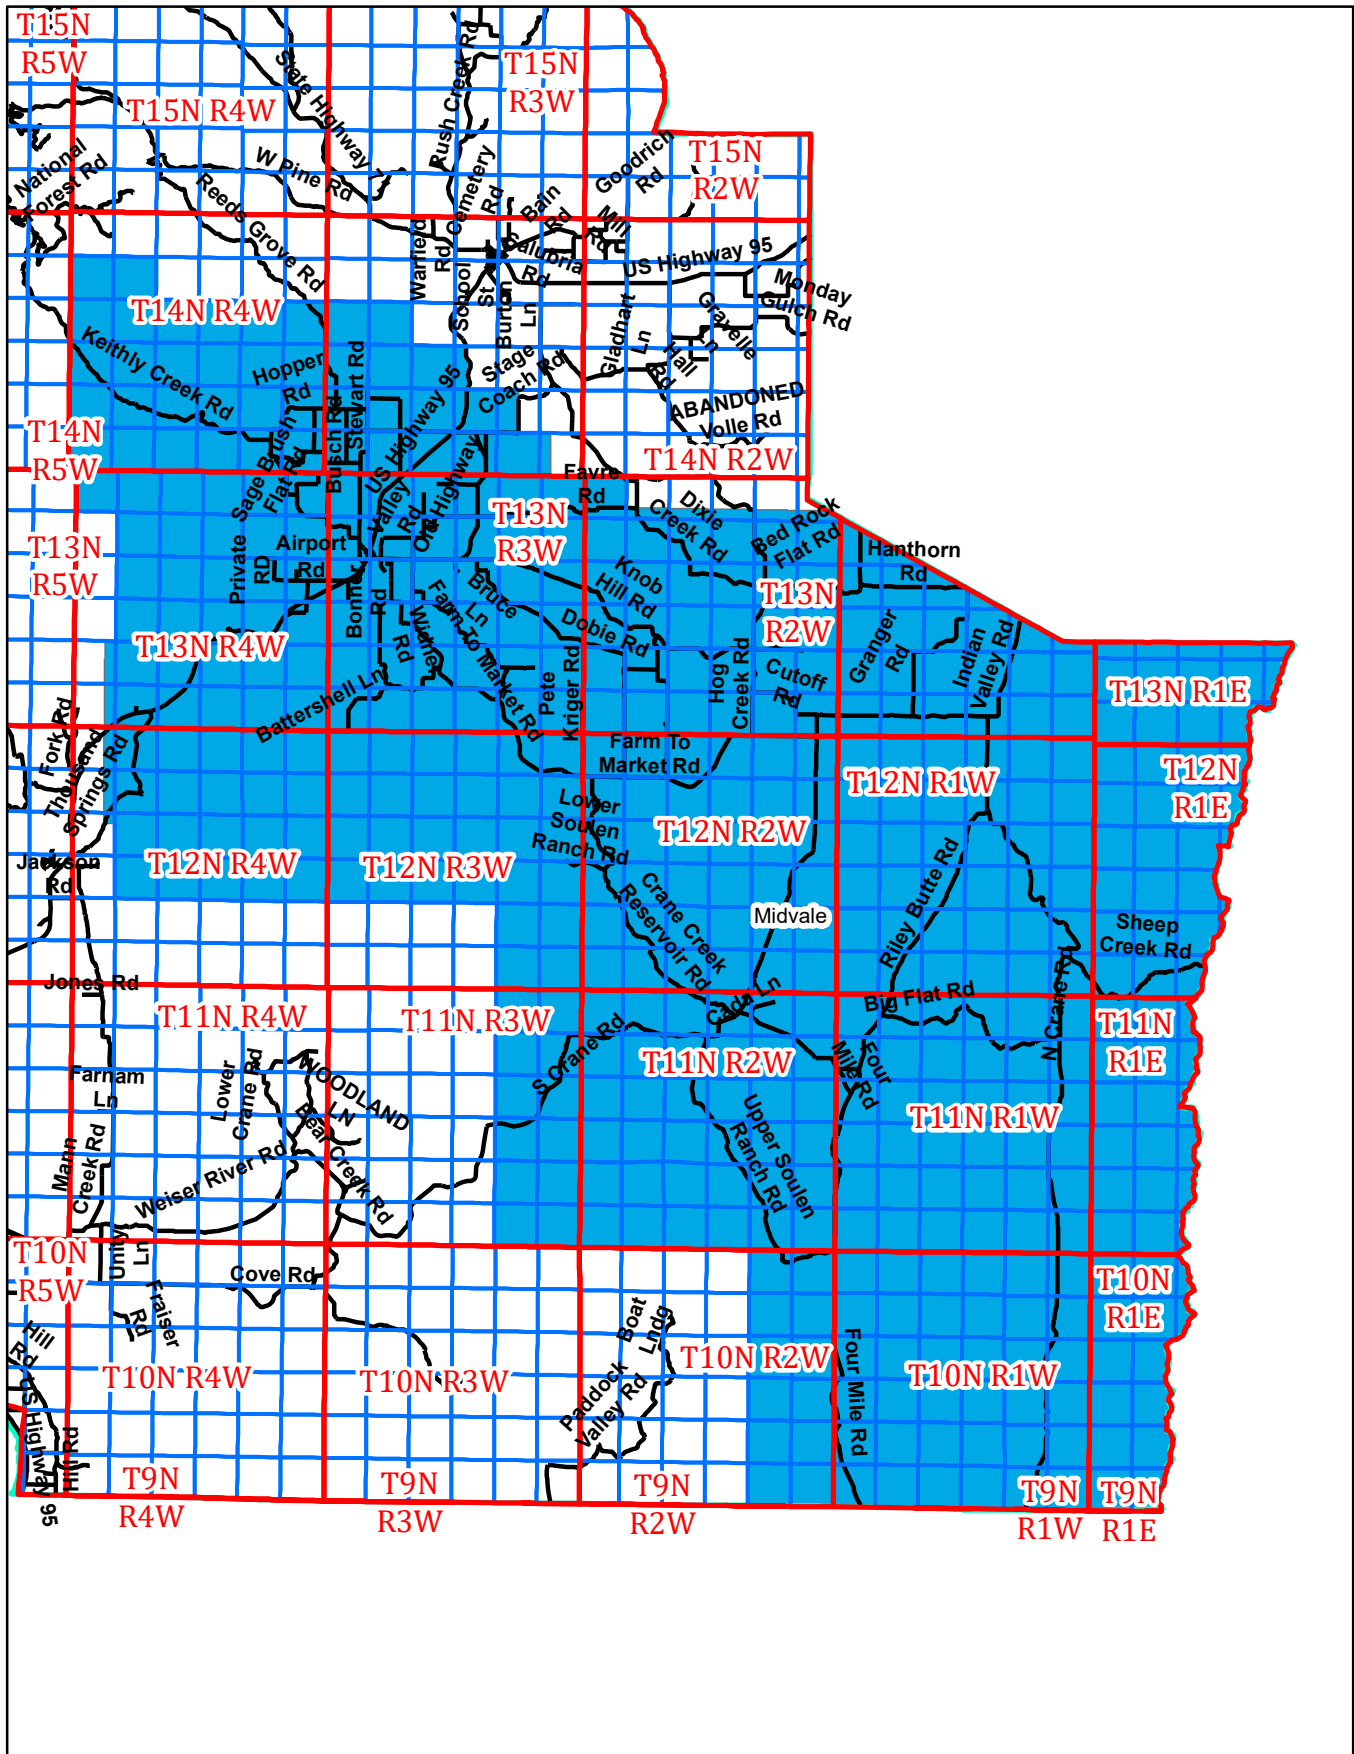 T15N
R5W
T15N R4W
State Highway 71
Rush Creek Rd
T15N
R3W
National
Forest Rd
W Pine Rd
Reeds Grove Rd
Cemetery
Rd
Bain
Rd
Goodrich
Rd
T15N
R2W
Warfield
Rd
Mill
Rd
Salubria
Rd
US Highway 95
School
St
Burton
Ln
Monday
Gulch Rd
T14N R4W
Gladhart
Ln
Gravelle
Ln
Hall
Rd
Keithly Creek Rd
Hopper
Rd
Stewart Rd
Stage
Coach Rd
ABANDONED
Volle Rd
T14N
R5W
Sage Brush
Flat Rd
Busch Rd
US Highway 95
Valley
Rd
Old Highway
T14N R2W
Favre
Rd
T13N
R3W
Dixie
Creek Rd
Bed Rock
Flat Rd
Hanthorn
Rd
T13N
R5W
Private
RD
Airport
Rd
Bonner
Rd
Knob
Hill Rd
T13N
R2W
Farm To Market Rd
Bruce
Ln
Dobie Rd
T13N R4W
Rd
Hog
Creek Rd
Cutoff
Rd
Granger
Rd
Indian
Valley Rd
Battershell Ln
Pete
Kriger Rd
T13N R1E
Fork Rd
Thousand
Springs Rd
Farm To
Market Rd
T12N R1W
T12N
R1E
Lower
Soulen
Ranch Rd
T12N R2W
Jackson
Rd
T12N R4W
T12N R3W
Crane Creek
Reservoir Rd
Midvale
Riley Butte Rd
Sheep
Creek Rd
Jones Rd
T11N R4W
T11N R3W
Cada Ln
Big Flat Rd
N Crane Rd
T11N
R1E
S Crane Rd
T11N R2W
Four
Mile Rd
Farnam
Ln
Lower
Crane Rd
WOODLAND
LN
T11N R1W
Bear Creek Rd
Upper Soulen
Ranch Rd
Mann
Creek Rd
Weiser River Rd
T10N
R5W
Unity
Ln
Cove Rd
T10N
R1E
Fraiser
Rd
Boat
Lndg
Hill
Rd
T10N R4W
T10N R3W
T10N R2W
T10N R1W
Paddock
Valley Rd
Four Mile Rd
US Highway 95
Hill Rd
T9N
R4W
T9N
R3W
T9N
R2W
T9N
R1W
T9N
R1E